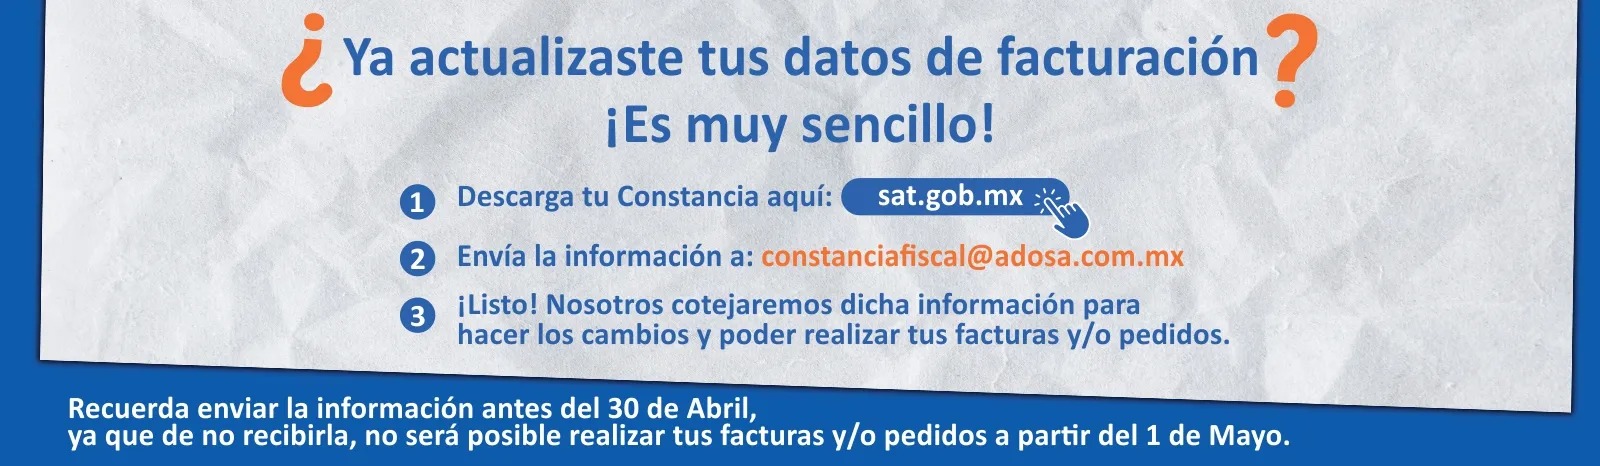 ¿Ya actualizaste tus datos de facturación?
¡Es muy sencillo!
1 Descarga tu Constancia aquí: sat.gob.mx
2 Envía la información a: constanciafiscal@adosa.com.mx
3 ¡Listo! Nosotros cotejaremos dicha información para
hacer los cambios y poder realizar tus facturas y/o pedidos.
Recuerda enviar la información antes del 30 de Abril,
ya que de no recibirla, no será posible realizar tus facturas y/o pedidos a partir del 1 de Mayo.